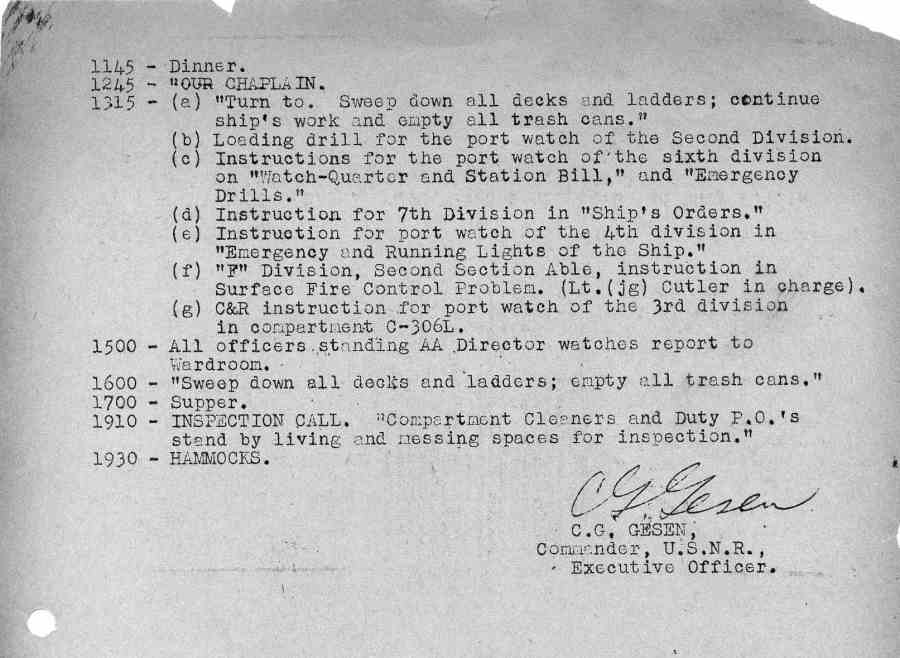 1145 - Dinner.
1245 - "OUR CHAPLAIN.
1315 - (a) "Turn to. Sweep down all decks and ladders; continue
ship's work and empty all trash cans."
(b) Loading drill for the port watch of the Second Division.
(c) Instructions for the port watch of the sixth division
on "Watch-Quarter and Station Bill," and "Emergency
Drills."
(d) Instruction for 7th Division in "Ship's Orders."
(e) Instruction for port watch of the 4th division in
"Emergency and Running Lights of the Ship."
(f) "F" Division, Second Section Able, instruction in
Surface Fire Control Problem. (Lt.(jg) Cutler in charge).
(g) C&R instruction for port watch of the 3rd division
in compartment C-306L.
1500 - All officers standing AA Director watches report to
Wardroom.
1600 - "Sweep down all decks and ladders; empty all trash cans."
1700 - Supper.
1910 - INSPECTION CALL. "Compartment Cleaners and Duty P.O.'s
stand by living and messing spaces for inspection."
1930 - HAMMOCKS.
C G Gesen
C.G. GESEN,
Commander, U.S.N.R.,
Executive Officer.